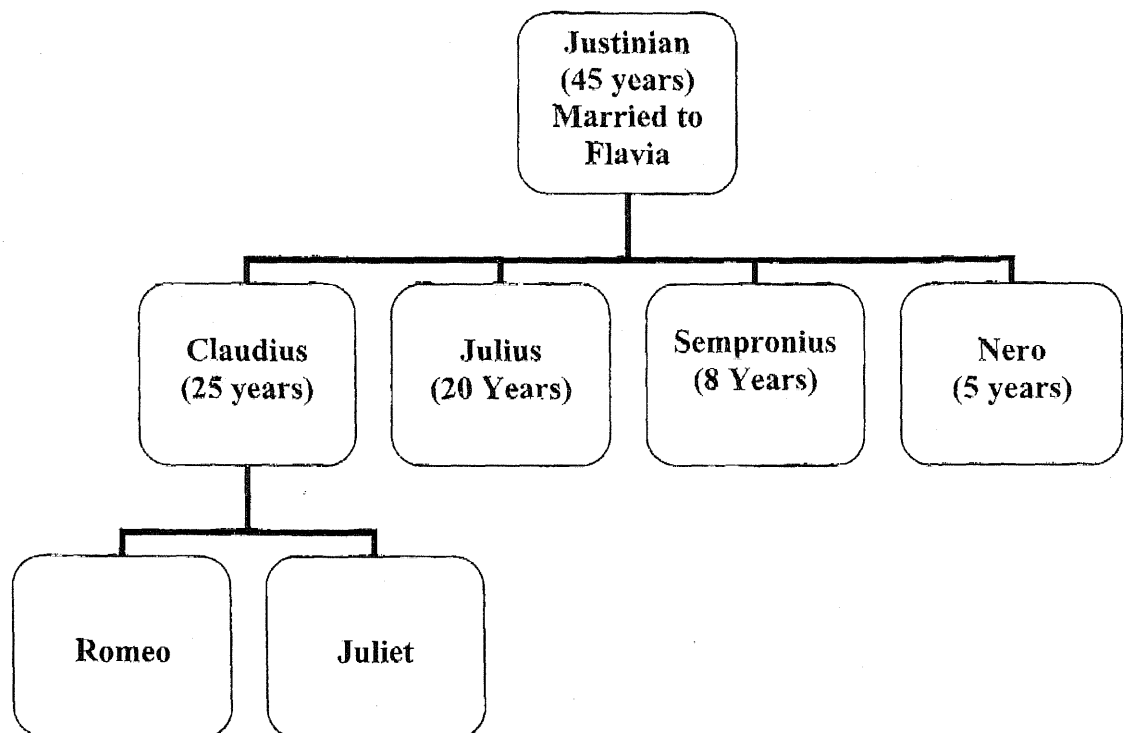 Justinian
(45 years)
Married to
Flavia
Claudius
(25 years)
Julius
(20 Years)
Sempronius
(8 Years)
Nero
(5 years)
Romeo
Juliet